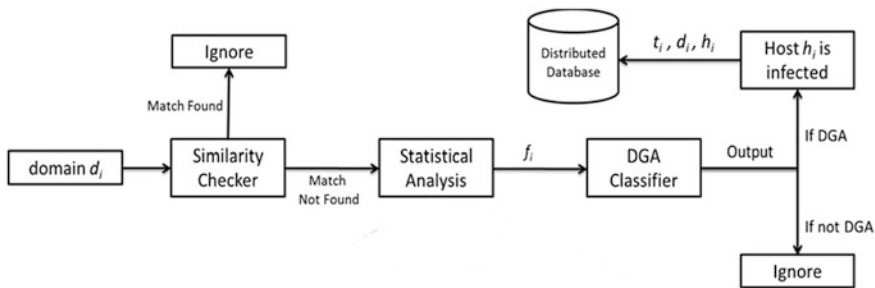 Ignore
Match Found
domain dᵢ
Similarity
Checker
Match
Not Found
Statistical
Analysis
fᵢ
DGA
Classifier
Output
If DGA
Host hᵢ is
infected
tᵢ , dᵢ, hᵢ
Distributed
Database
If not DGA
Ignore